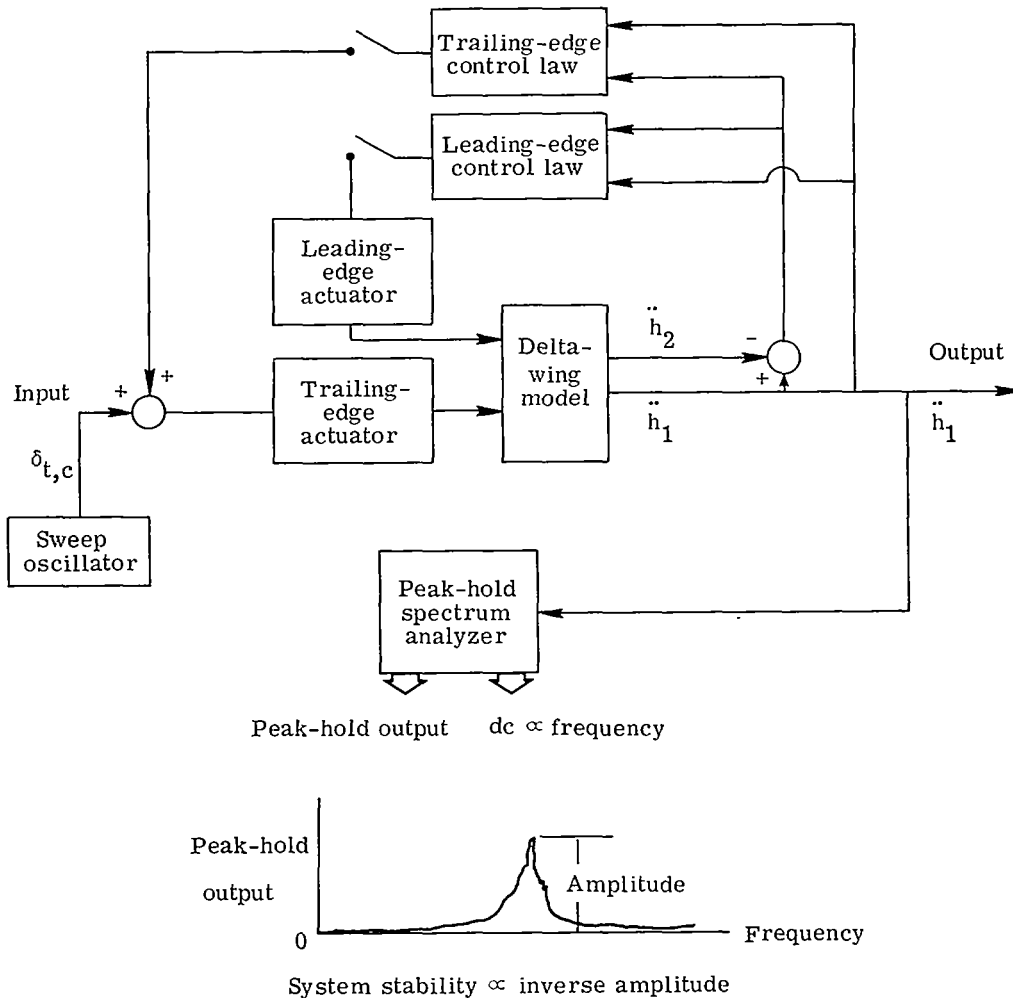 Trailing-edge
control law
Leading-edge
control law
Leading-
edge
actuator
ḧ₂
Delta-
wing
model
−
+
Output
Input
+ +
Trailing-
edge
actuator
ḧ₁
ḧ₁
δt,c
Sweep
oscillator
Peak-hold
spectrum
analyzer
Peak-hold output dc ∝ frequency
Peak-hold
output
Amplitude
0
Frequency
System stability ∝ inverse amplitude